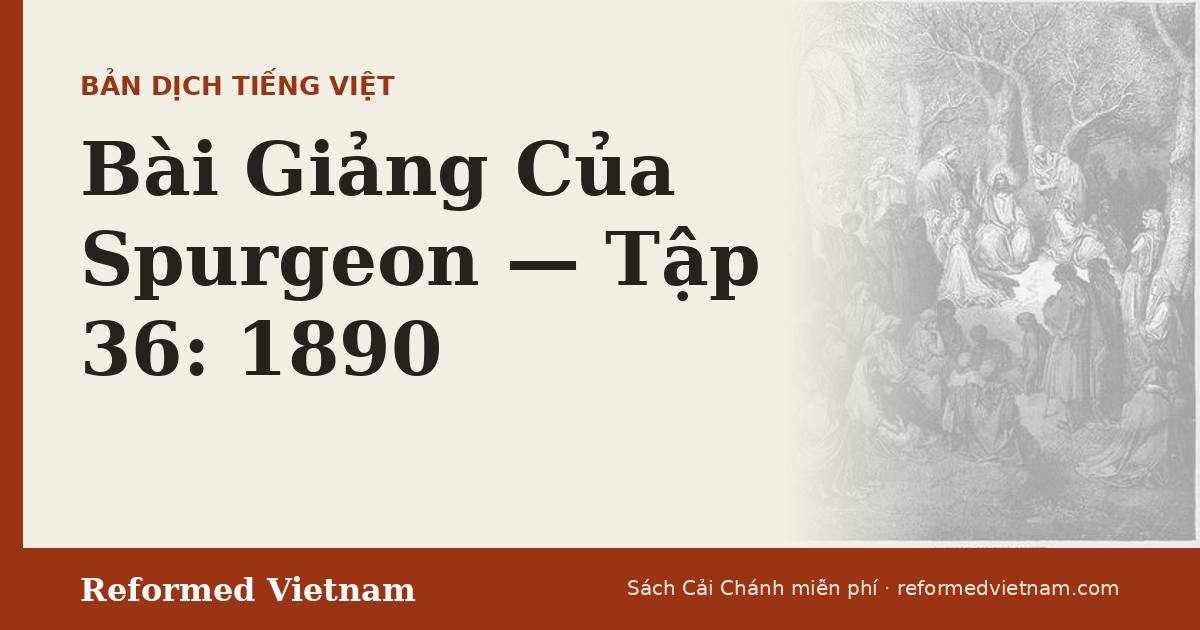 BẢN DỊCH TIẾNG VIỆT
Bài Giảng Của
Spurgeon — Tập
36: 1890
Reformed Vietnam
Sách Cải Chánh miễn phí · reformedvietnam.com